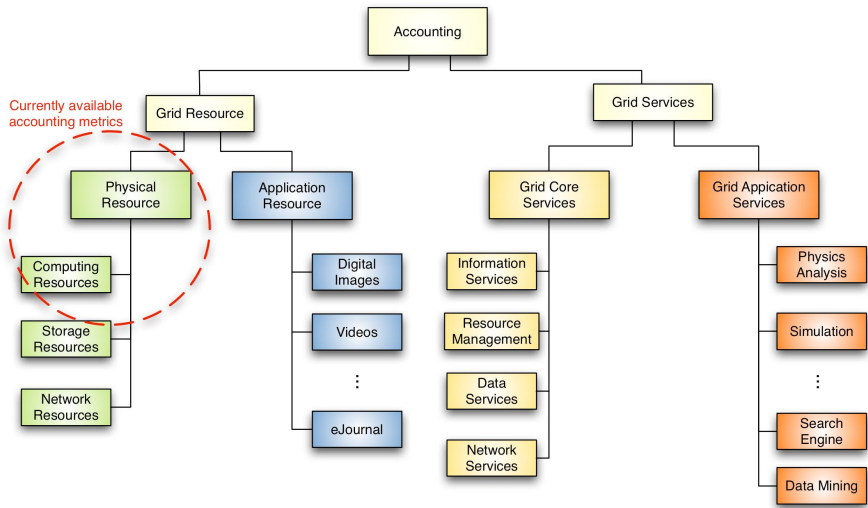 Accounting
Currently available
accounting metrics
Grid Resource
Grid Services
Physical
Resource
Application
Resource
Grid Core
Services
Grid Apication
Services
Computing
Resources
Storage
Resources
Network
Resources
Digital
Images
Videos
...
eJournal
Information
Services
Resource
Management
Data
Services
Network
Services
Physics
Analysis
Simulation
...
Search
Engine
Data Mining